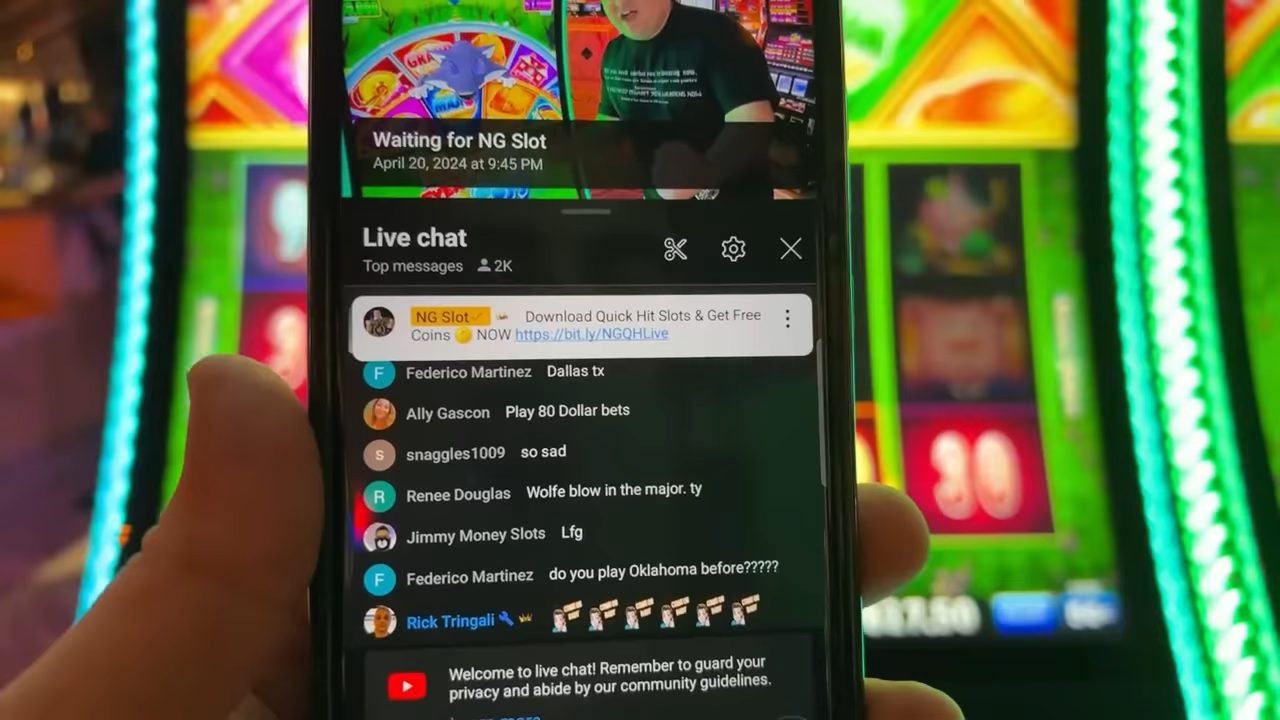 Waiting for NG Slot
April 20, 2024 at 9:45 PM
Live chat
Top messages 2K
NG Slot Download Quick Hit Slots & Get Free
Coins NOW https://bit.ly/NGQHLive
F Federico Martinez Dallas tx
Ally Gascon Play 80 Dollar bets
S snaggles1009 so sad
R Renee Douglas Wolfe blow in the major. ty
Jimmy Money Slots Lfg
F Federico Martinez do you play Oklahoma before?????
Rick Tringali
Welcome to live chat! Remember to guard your
privacy and abide by our community guidelines.
30